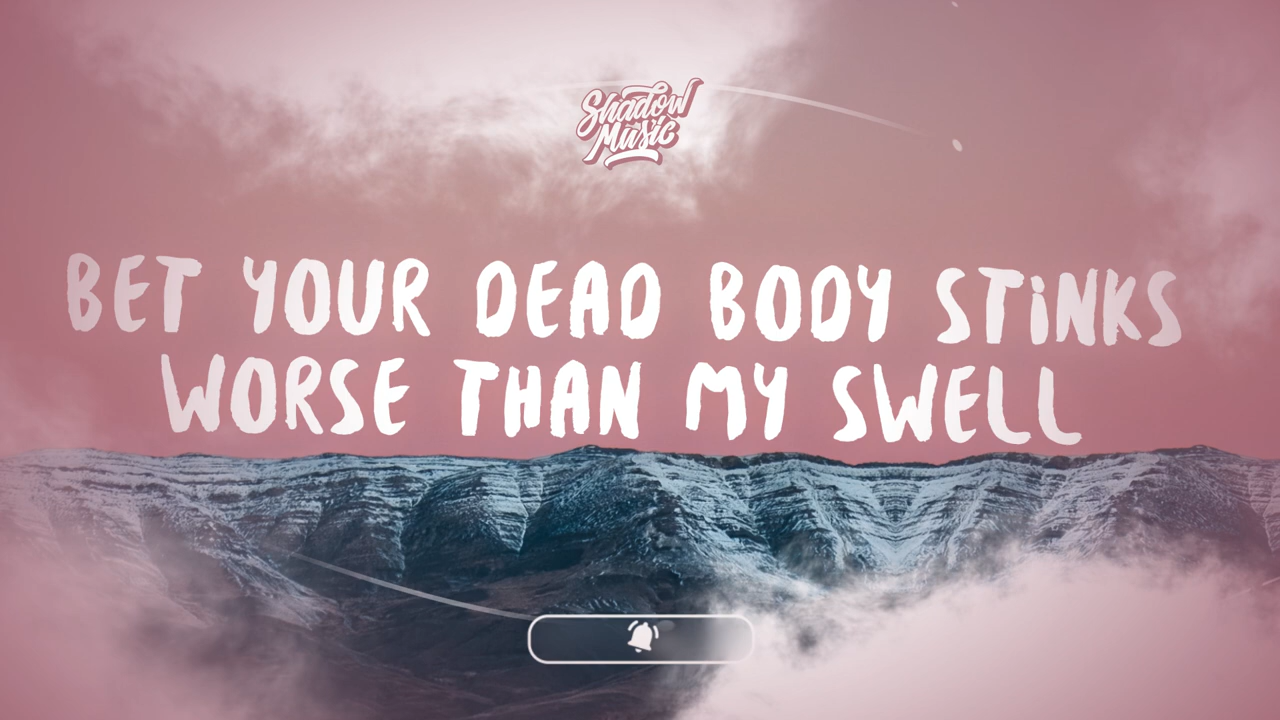 Shadow
Music
BET YOUR DEAD BODY STiNKS
WORSE THAN MY SWELL